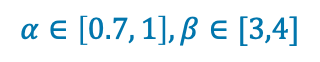 α ∈ [0.7, 1], β ∈ [3,4]